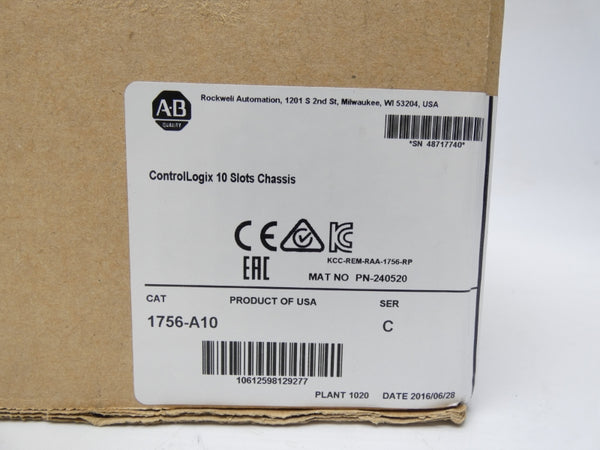 A-B
QUALITY
Rockwell Automation, 1201 S 2nd St, Milwaukee, WI 53204, USA
*SN 48717740*
ControlLogix 10 Slots Chassis
CE
EAC
KCC-REM-RAA-1756-RP
MAT NO PN-240520
CAT PRODUCT OF USA SER
1756-A10 C
10612598129277
PLANT 1020 DATE 2016/06/28